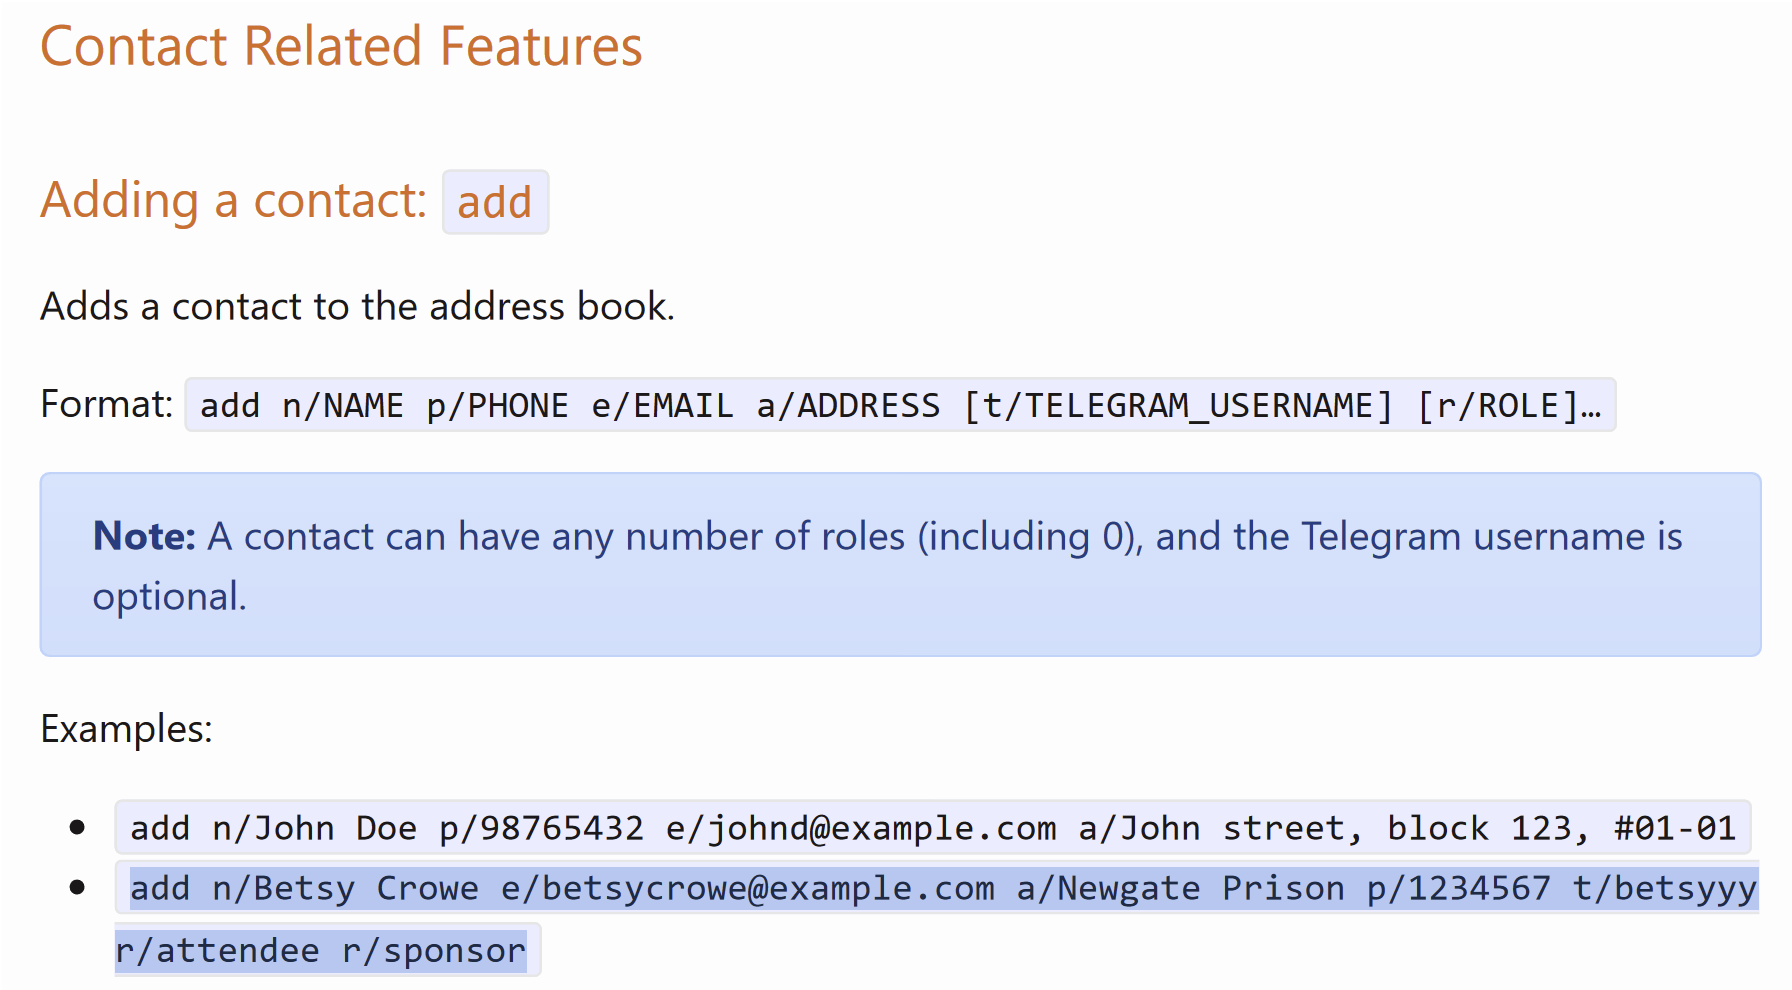 Contact Related Features
Adding a contact: add
Adds a contact to the address book.
Format: add n/NAME p/PHONE e/EMAIL a/ADDRESS [t/TELEGRAM_USERNAME] [r/ROLE]…
Note: A contact can have any number of roles (including 0), and the Telegram username is
optional.
Examples:
• add n/John Doe p/98765432 e/johnd@example.com a/John street, block 123, #01-01
• add n/Betsy Crowe e/betsycrowe@example.com a/Newgate Prison p/1234567 t/betsyyy
r/attendee r/sponsor